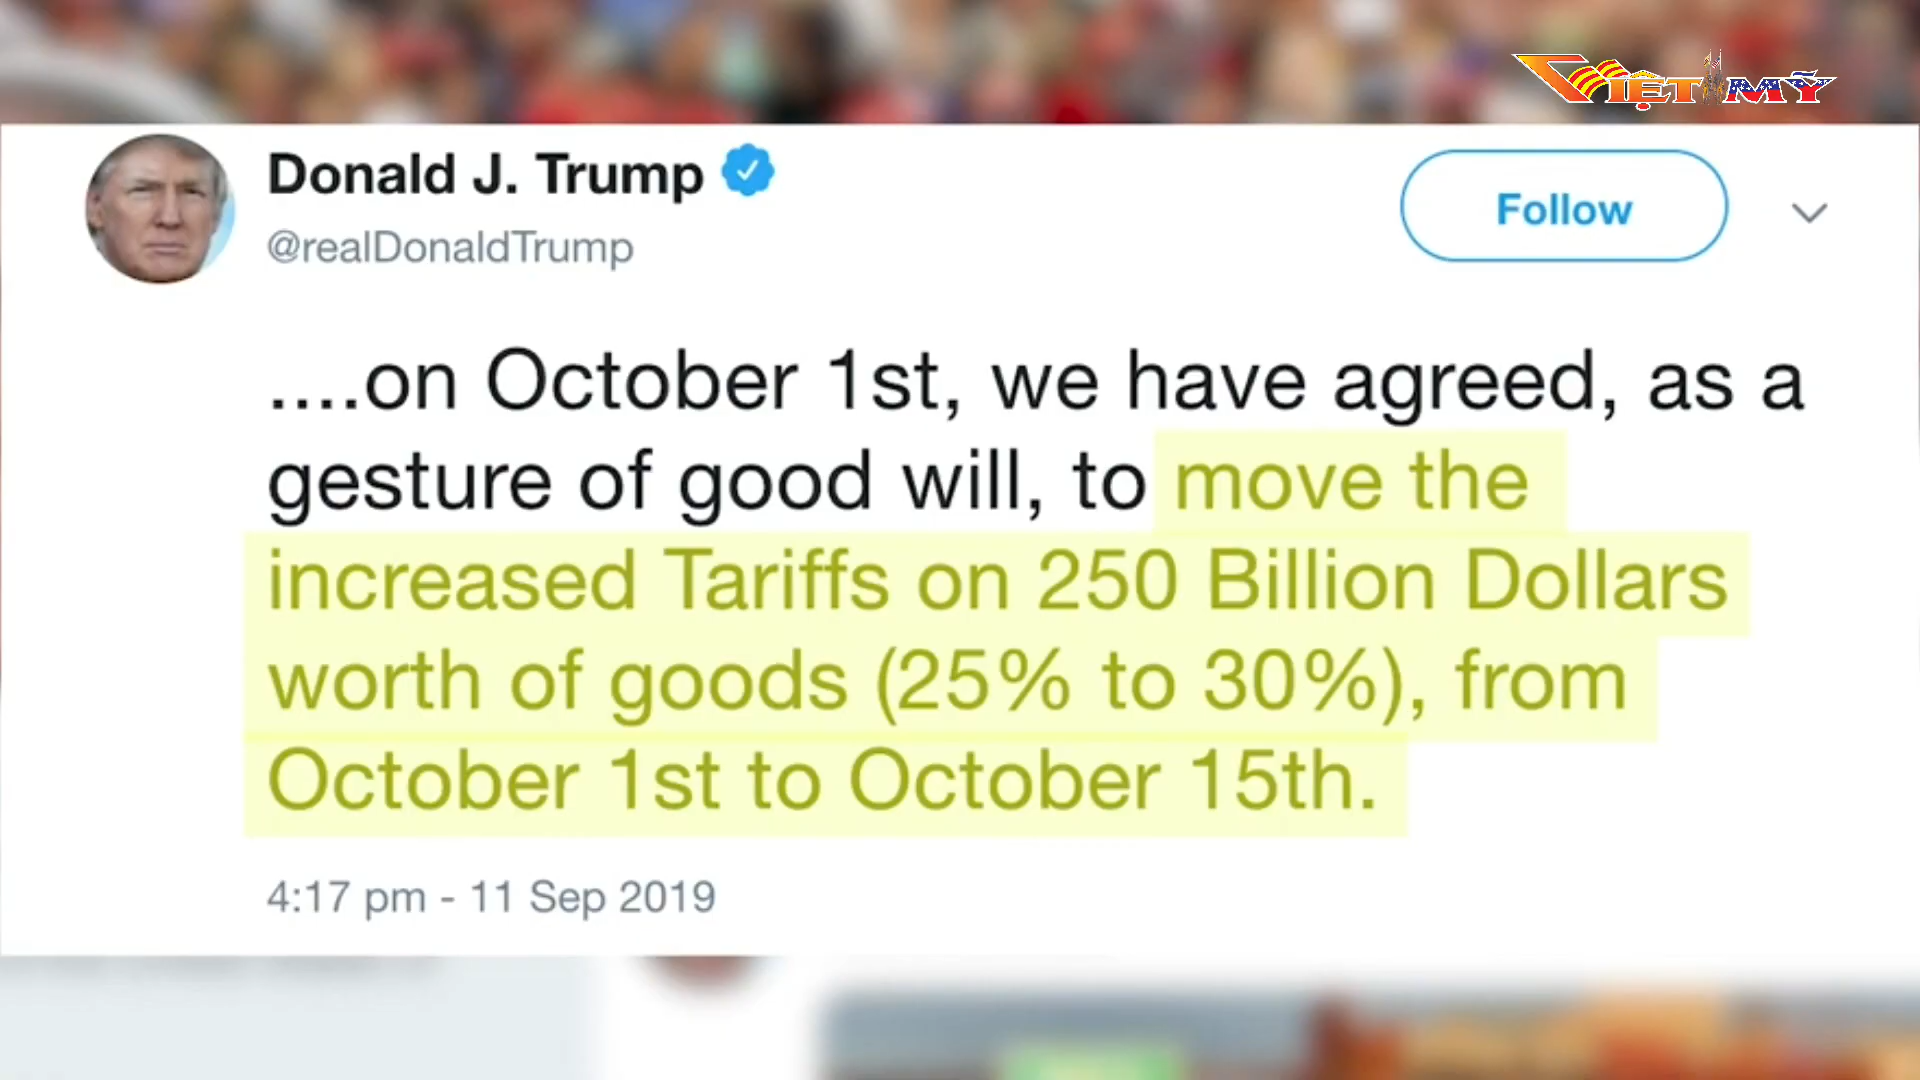 VIỆT MỸ
Donald J. Trump
@realDonaldTrump
Follow
....on October 1st, we have agreed, as a
gesture of good will, to move the
increased Tariffs on 250 Billion Dollars
worth of goods (25% to 30%), from
October 1st to October 15th.
4:17 pm - 11 Sep 2019